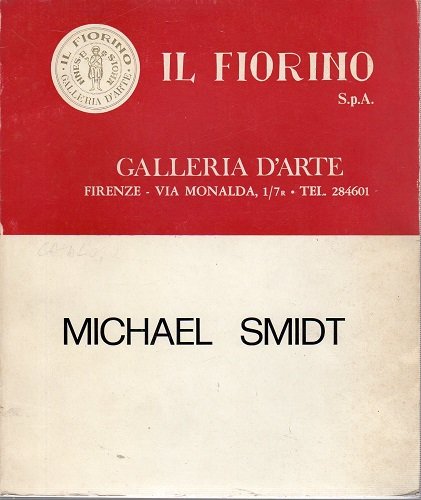 IL FIORINO
GALLERIA D'ARTE
IL FIORINO
S.p.A.
GALLERIA D'ARTE
FIRENZE - VIA MONALDA, 1/7R • TEL. 284601
MICHAEL SMIDT